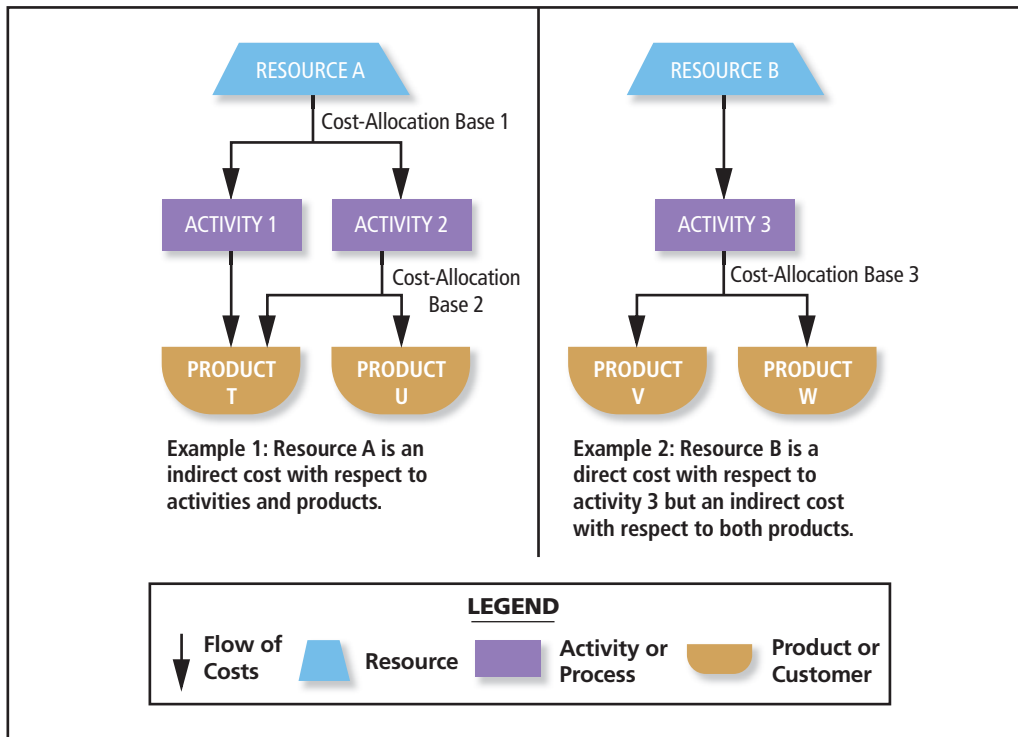 RESOURCE A
Cost-Allocation Base 1
ACTIVITY 1
ACTIVITY 2
Cost-Allocation
Base 2
PRODUCT
T
PRODUCT
U
Example 1: Resource A is an
indirect cost with respect to
activities and products.
RESOURCE B
ACTIVITY 3
Cost-Allocation Base 3
PRODUCT
V
PRODUCT
W
Example 2: Resource B is a
direct cost with respect to
activity 3 but an indirect cost
with respect to both products.
LEGEND
Flow of
Costs
Resource
Activity or
Process
Product or
Customer